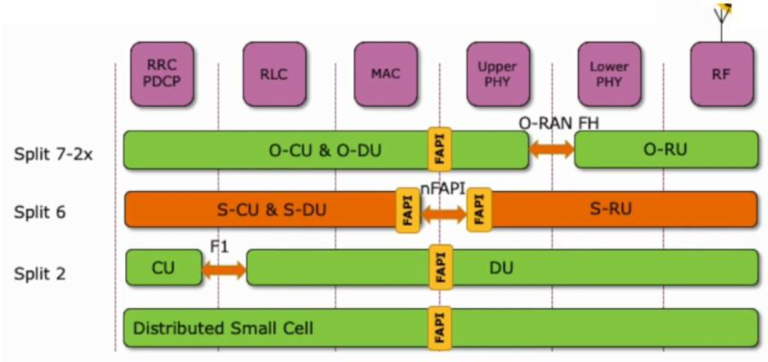 RRC
PDCP
RLC
MAC
Upper
PHY
Lower
PHY
RF
Split 7-2x
O-CU & O-DU
FAPI
O-RAN FH
O-RU
Split 6
S-CU & S-DU
FAPI
nFAPI
FAPI
S-RU
Split 2
CU
F1
FAPI
DU
Distributed Small Cell
FAPI